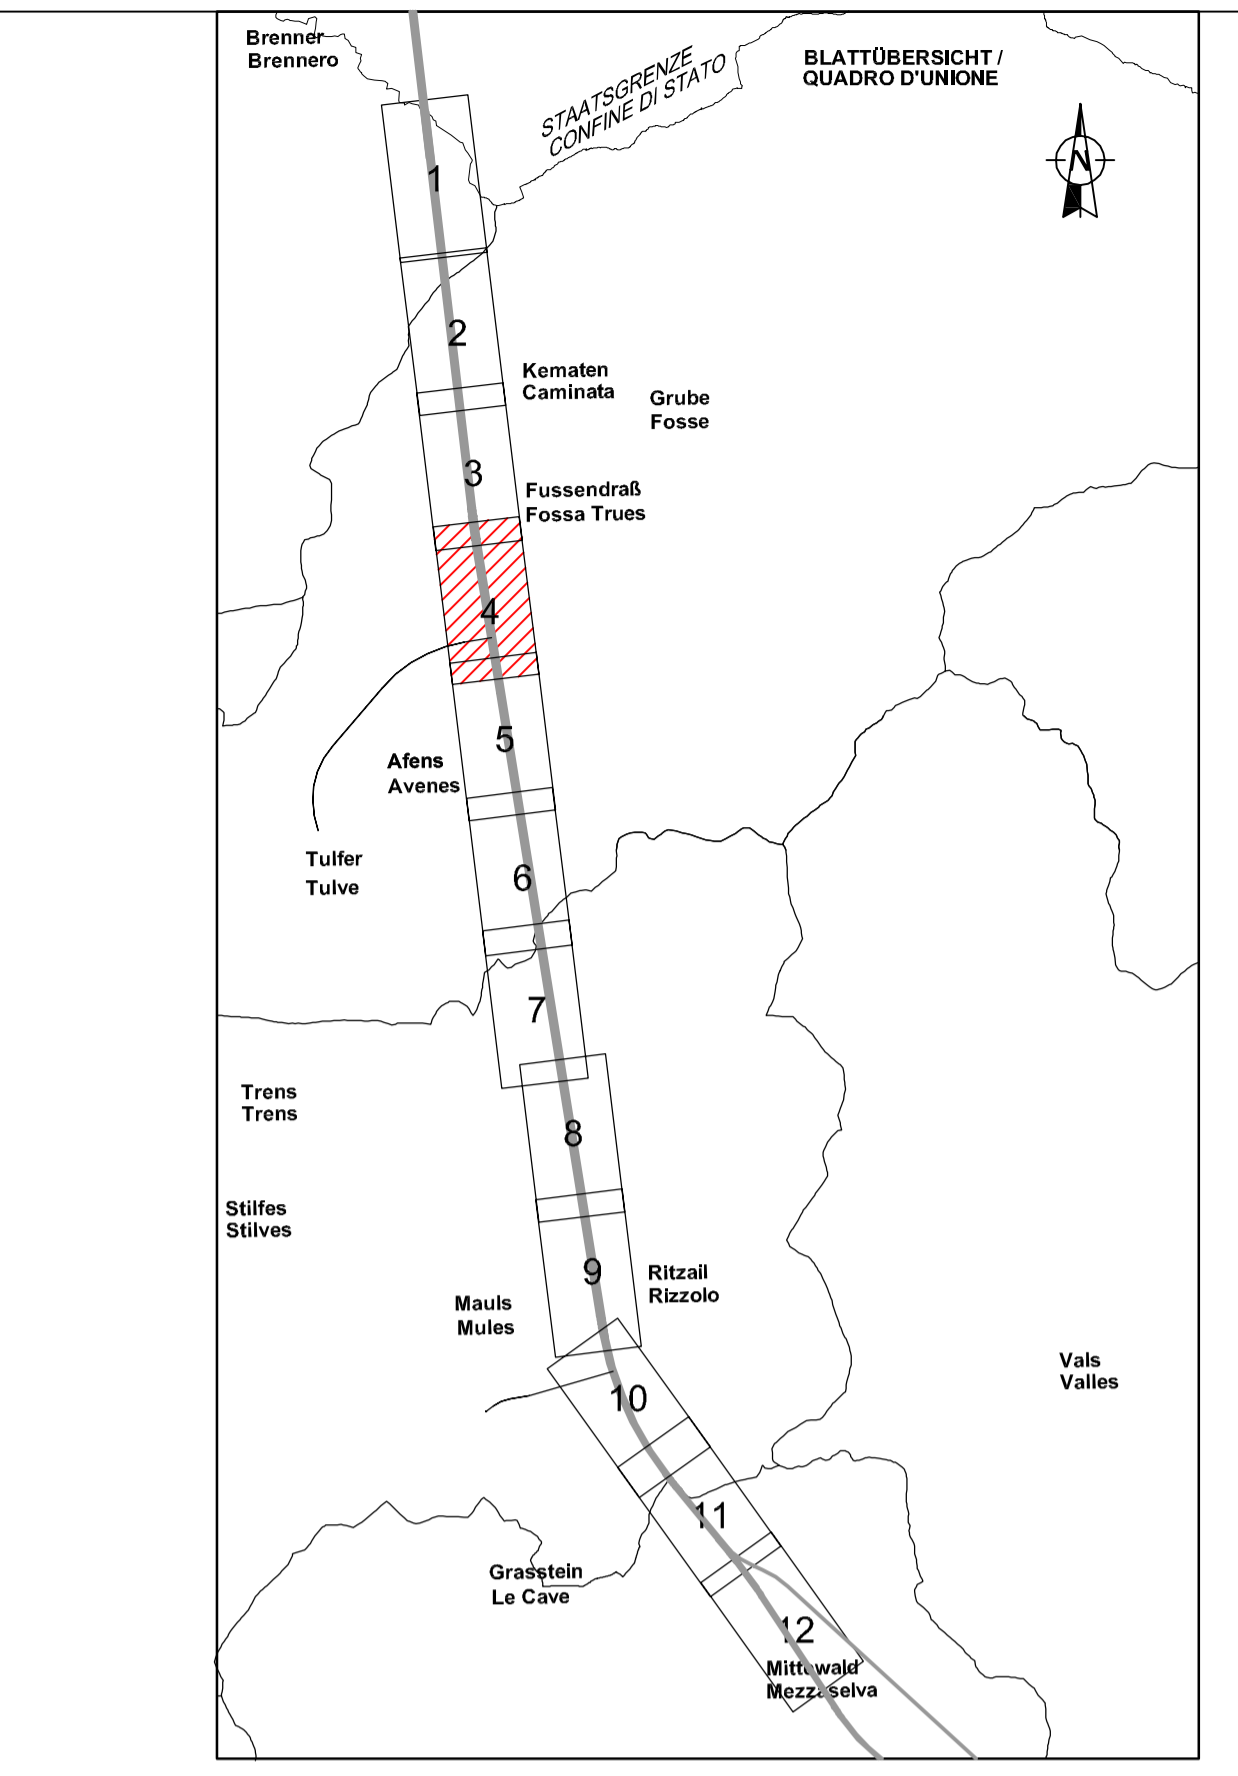 Brenner
Brennero
STAATSGRENZE
CONFINE DI STATO
BLATTÜBERSICHT /
QUADRO D'UNIONE
N
1
2
Kematen
Caminata
Grube
Fosse
3
Fussendraß
Fossa Trues
4
5
Afens
Avenes
Tulfer
Tulve
6
7
Trens
Trens
8
Stilfes
Stilves
9
Ritzail
Rizzolo
Mauls
Mules
Vals
Valles
10
11
Grasstein
Le Cave
12
Mittewald
Mezzaselva